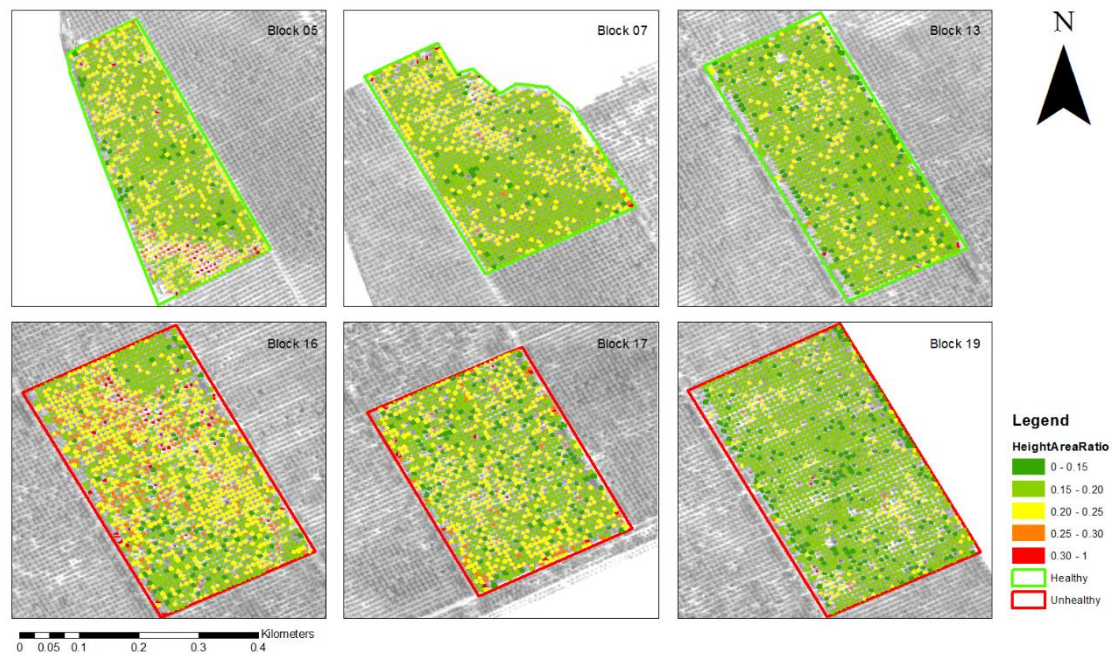 Block 05
Block 07
Block 13
N
Block 16
Block 17
Block 19
Legend
HeightAreaRatio
0 - 0.15
0.15 - 0.20
0.20 - 0.25
0.25 - 0.30
0.30 - 1
Healthy
Unhealthy
Kilometers
0 0.05 0.1 0.2 0.3 0.4